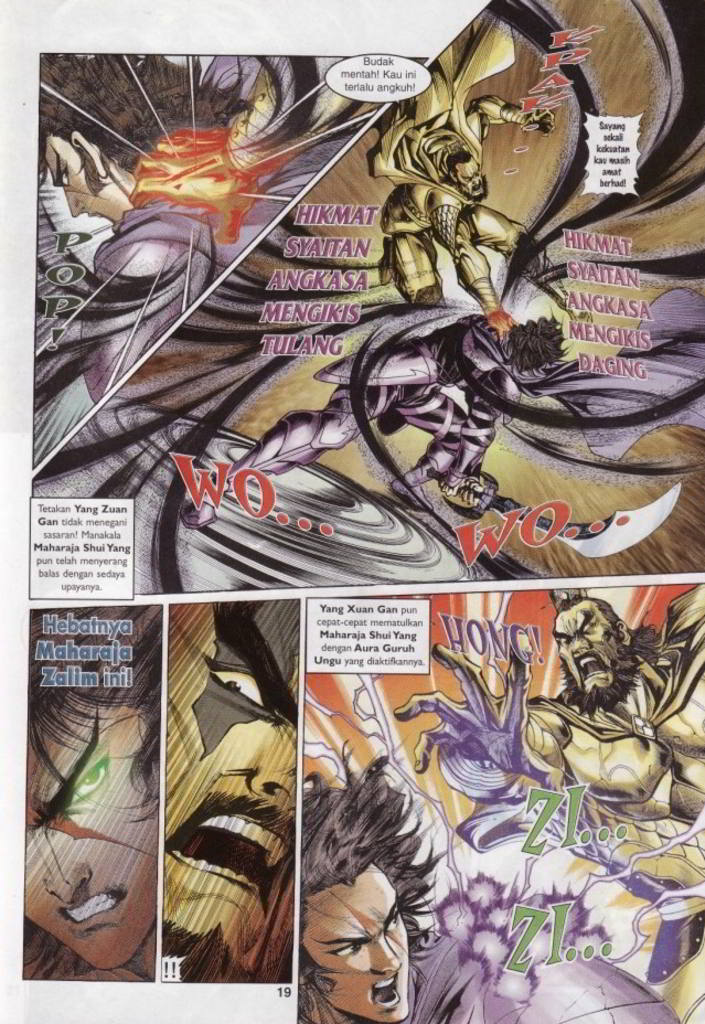 Budak
mentah! Kau ini
terlalu angkuh!
KRAK
Sayang
sekali
kekuatan
kau masih
amat
berhad!
POP!
HIKMAT
SYAITAN
ANGKASA
MENGIKIS
TULANG
HIKMAT
SYAITAN
ANGKASA
MENGIKIS
DAGING
WO...
WO...
Tetakan Yang Zuan
Gan tidak menegani
sasaran! Manakala
Maharaja Shui Yang
pun telah menyerang
balas dengan sedaya
upayanya.
Hebatnya
Maharaja
Zalim ini!
!!
Yang Xuan Gan pun
cepat-cepat mematulkan
Maharaja Shui Yang
dengan Aura Guruh
Ungu yang diaktifkannya.
HONG!
ZI...
ZI...
19